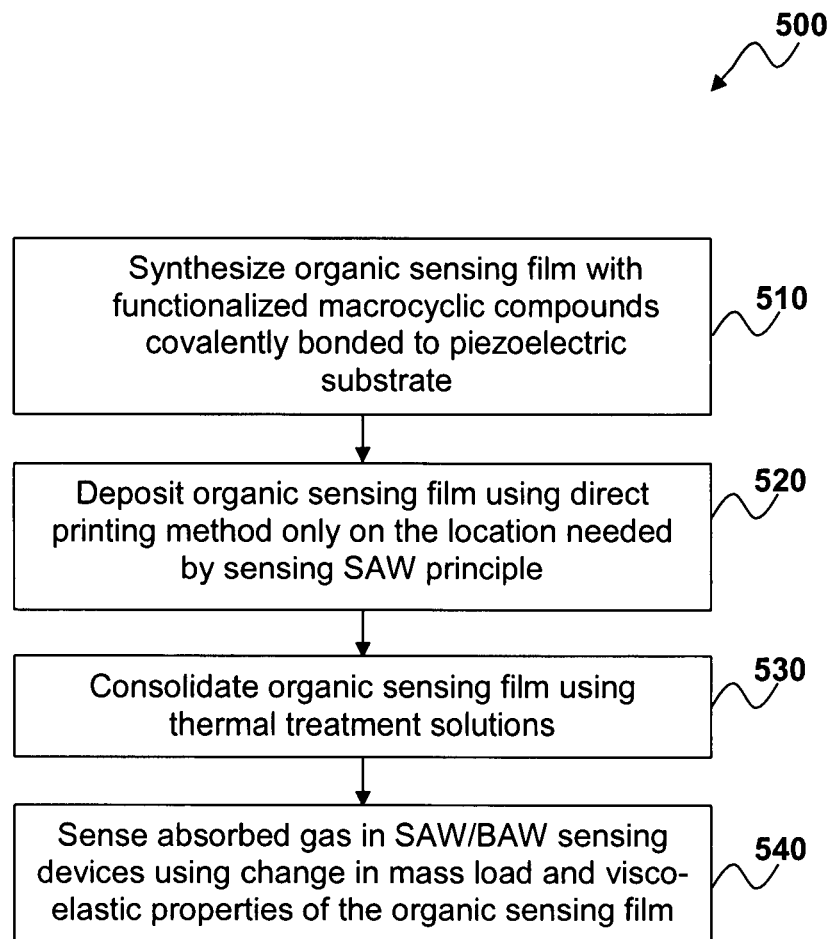 500
Synthesize organic sensing film with
functionalized macrocyclic compounds
covalently bonded to piezoelectric
substrate
510
Deposit organic sensing film using direct
printing method only on the location needed
by sensing SAW principle
520
Consolidate organic sensing film using
thermal treatment solutions
530
Sense absorbed gas in SAW/BAW sensing
devices using change in mass load and visco-
elastic properties of the organic sensing film
540